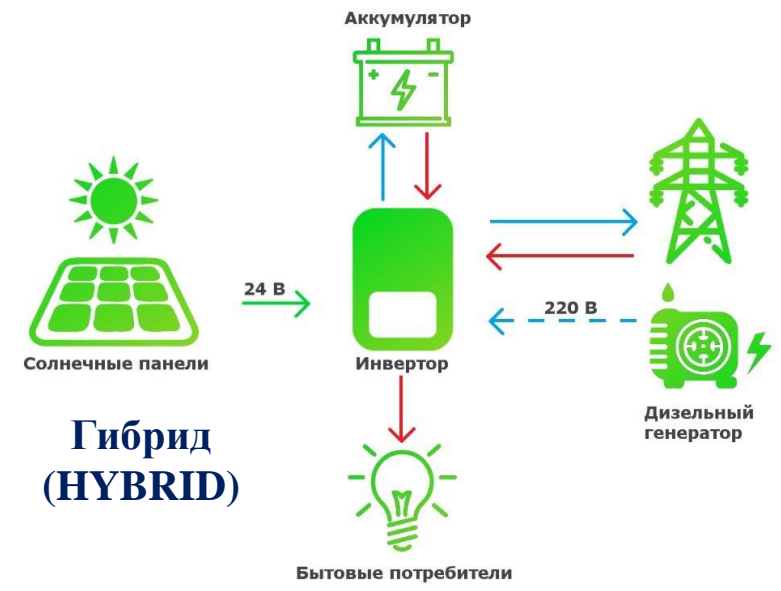 Аккумулятор
+ -
24 В
220 В
Солнечные панели
Инвертор
Дизельный
генератор
Гибрид
(HYBRID)
Бытовые потребители